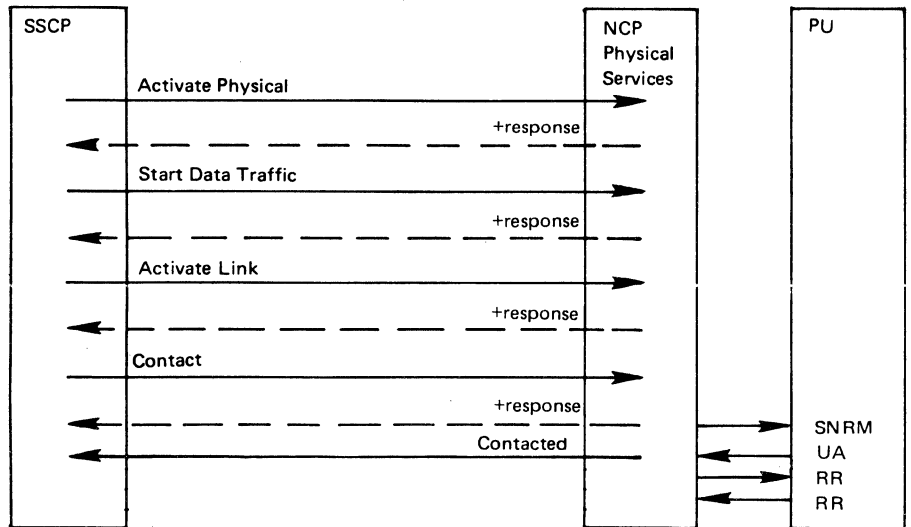 SSCP
NCP
Physical
Services
PU
Activate Physical
+response
Start Data Traffic
+response
Activate Link
+response
Contact
+response
SNRM
Contacted
UA
RR
RR